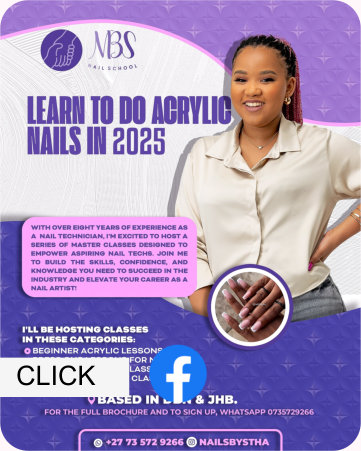 NBS
NAIL SCHOOL
LEARN TO DO ACRYLIC
NAILS IN 2025
WITH OVER EIGHT YEARS OF EXPERIENCE AS
A NAIL TECHNICIAN, I'M EXCITED TO HOST A
SERIES OF MASTER CLASSES DESIGNED TO
EMPOWER ASPIRING NAIL TECHS. JOIN ME
TO BUILD THE SKILLS, CONFIDENCE, AND
KNOWLEDGE YOU NEED TO SUCCEED IN THE
INDUSTRY AND ELEVATE YOUR CAREER AS A
NAIL ARTIST!
I'LL BE HOSTING CLASSES
IN THESE CATEGORIES:
BEGINNER ACRYLIC LESSONS
CLICK
BASED IN & JHB.
FOR THE FULL BROCHURE AND TO SIGN UP, WHATSAPP 0735729266
+27 73 572 9266 NAILSBYSTHA